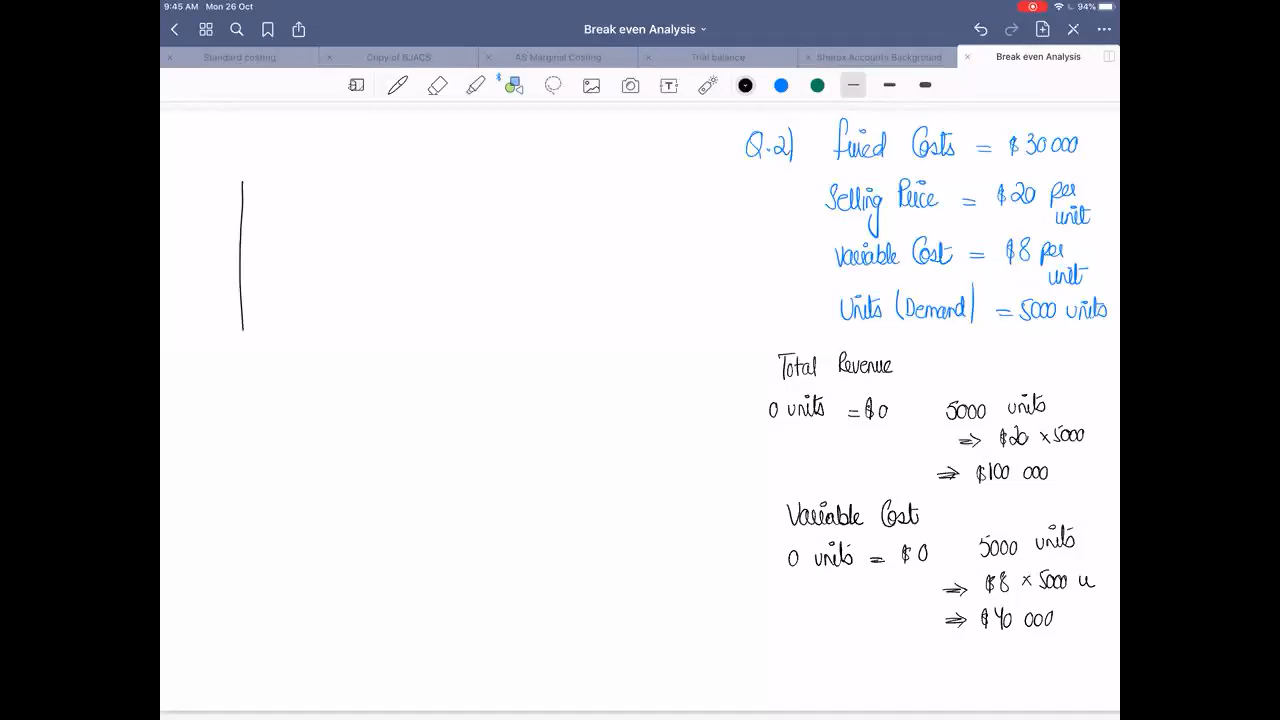 9:45 AM Mon 26 Oct
94%
Break even Analysis
Standard costing
Copy of BJACS
AS Marginal Costing
Trial balance
Sherox Accounts Background
Break even Analysis
Q.2) Fixed Costs = $30 000
Selling Price = $20 per unit
Variable Cost = $8 per unit
Units (Demand) = 5000 units
Total Revenue
0 units = $0
5000 units
⇒ $20 × 5000
⇒ $100 000
Variable Cost
0 units = $0
5000 units
⇒ $8 × 5000 u
⇒ $40 000